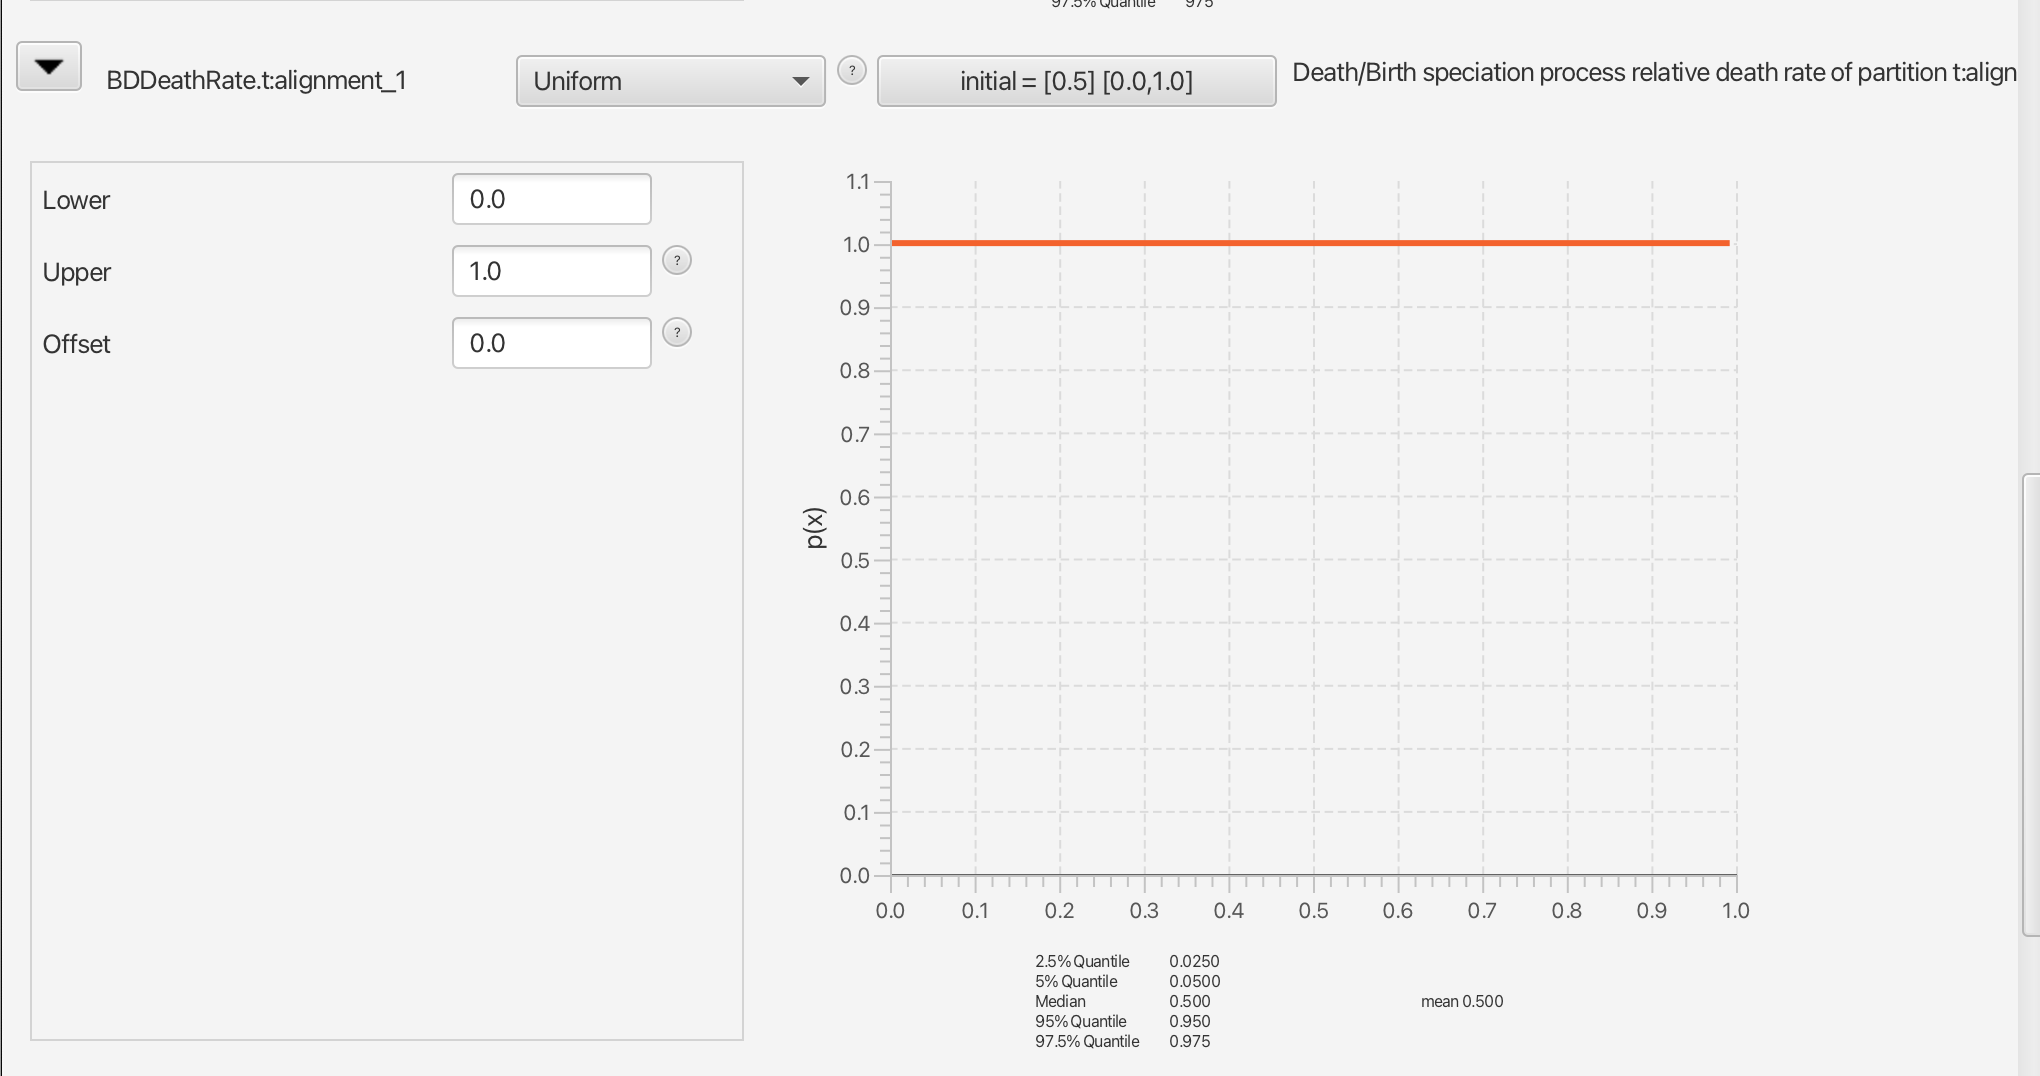 97.5% Quantile 975
BDDeathRate.t:alignment_1 Uniform ? initial = [0.5] [0.0,1.0] Death/Birth speciation process relative death rate of partition t:align
Lower 0.0
Upper 1.0 ?
Offset 0.0 ?
p(x)
1.1
1.0
0.9
0.8
0.7
0.6
0.5
0.4
0.3
0.2
0.1
0.0
0.0 0.1 0.2 0.3 0.4 0.5 0.6 0.7 0.8 0.9 1.0
2.5% Quantile 0.0250
5% Quantile 0.0500
Median 0.500 mean 0.500
95% Quantile 0.950
97.5% Quantile 0.975